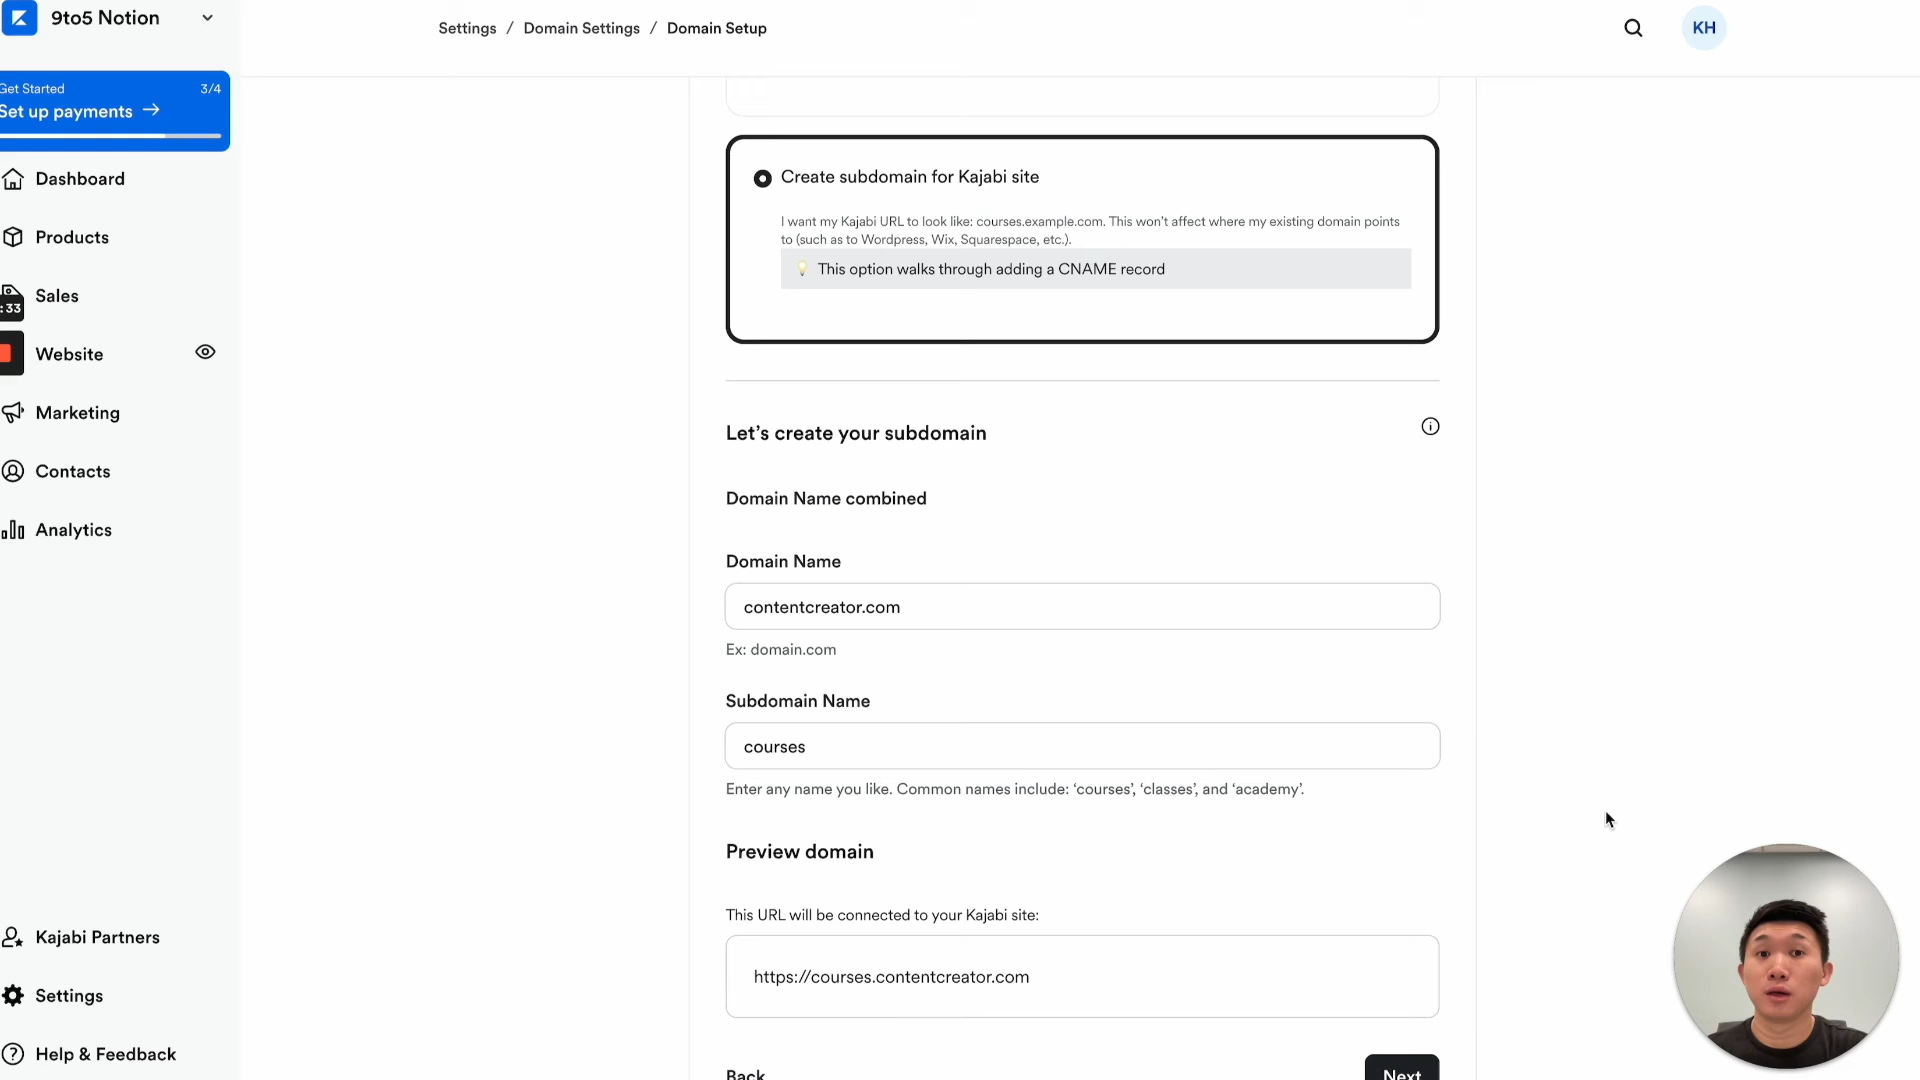 9to5 Notion
Settings / Domain Settings / Domain Setup
KH
Get Started 3/4
Set up payments
Dashboard
Products
Sales
:33
Website
Marketing
Contacts
Analytics
Kajabi Partners
Settings
Help & Feedback
Create subdomain for Kajabi site
I want my Kajabi URL to look like: courses.example.com. This won't affect where my existing domain points
to (such as to Wordpress, Wix, Squarespace, etc.).
This option walks through adding a CNAME record
Let's create your subdomain
Domain Name combined
Domain Name
contentcreator.com
Ex: domain.com
Subdomain Name
courses
Enter any name you like. Common names include: 'courses', 'classes', and 'academy'.
Preview domain
This URL will be connected to your Kajabi site:
https://courses.contentcreator.com
Back
Next